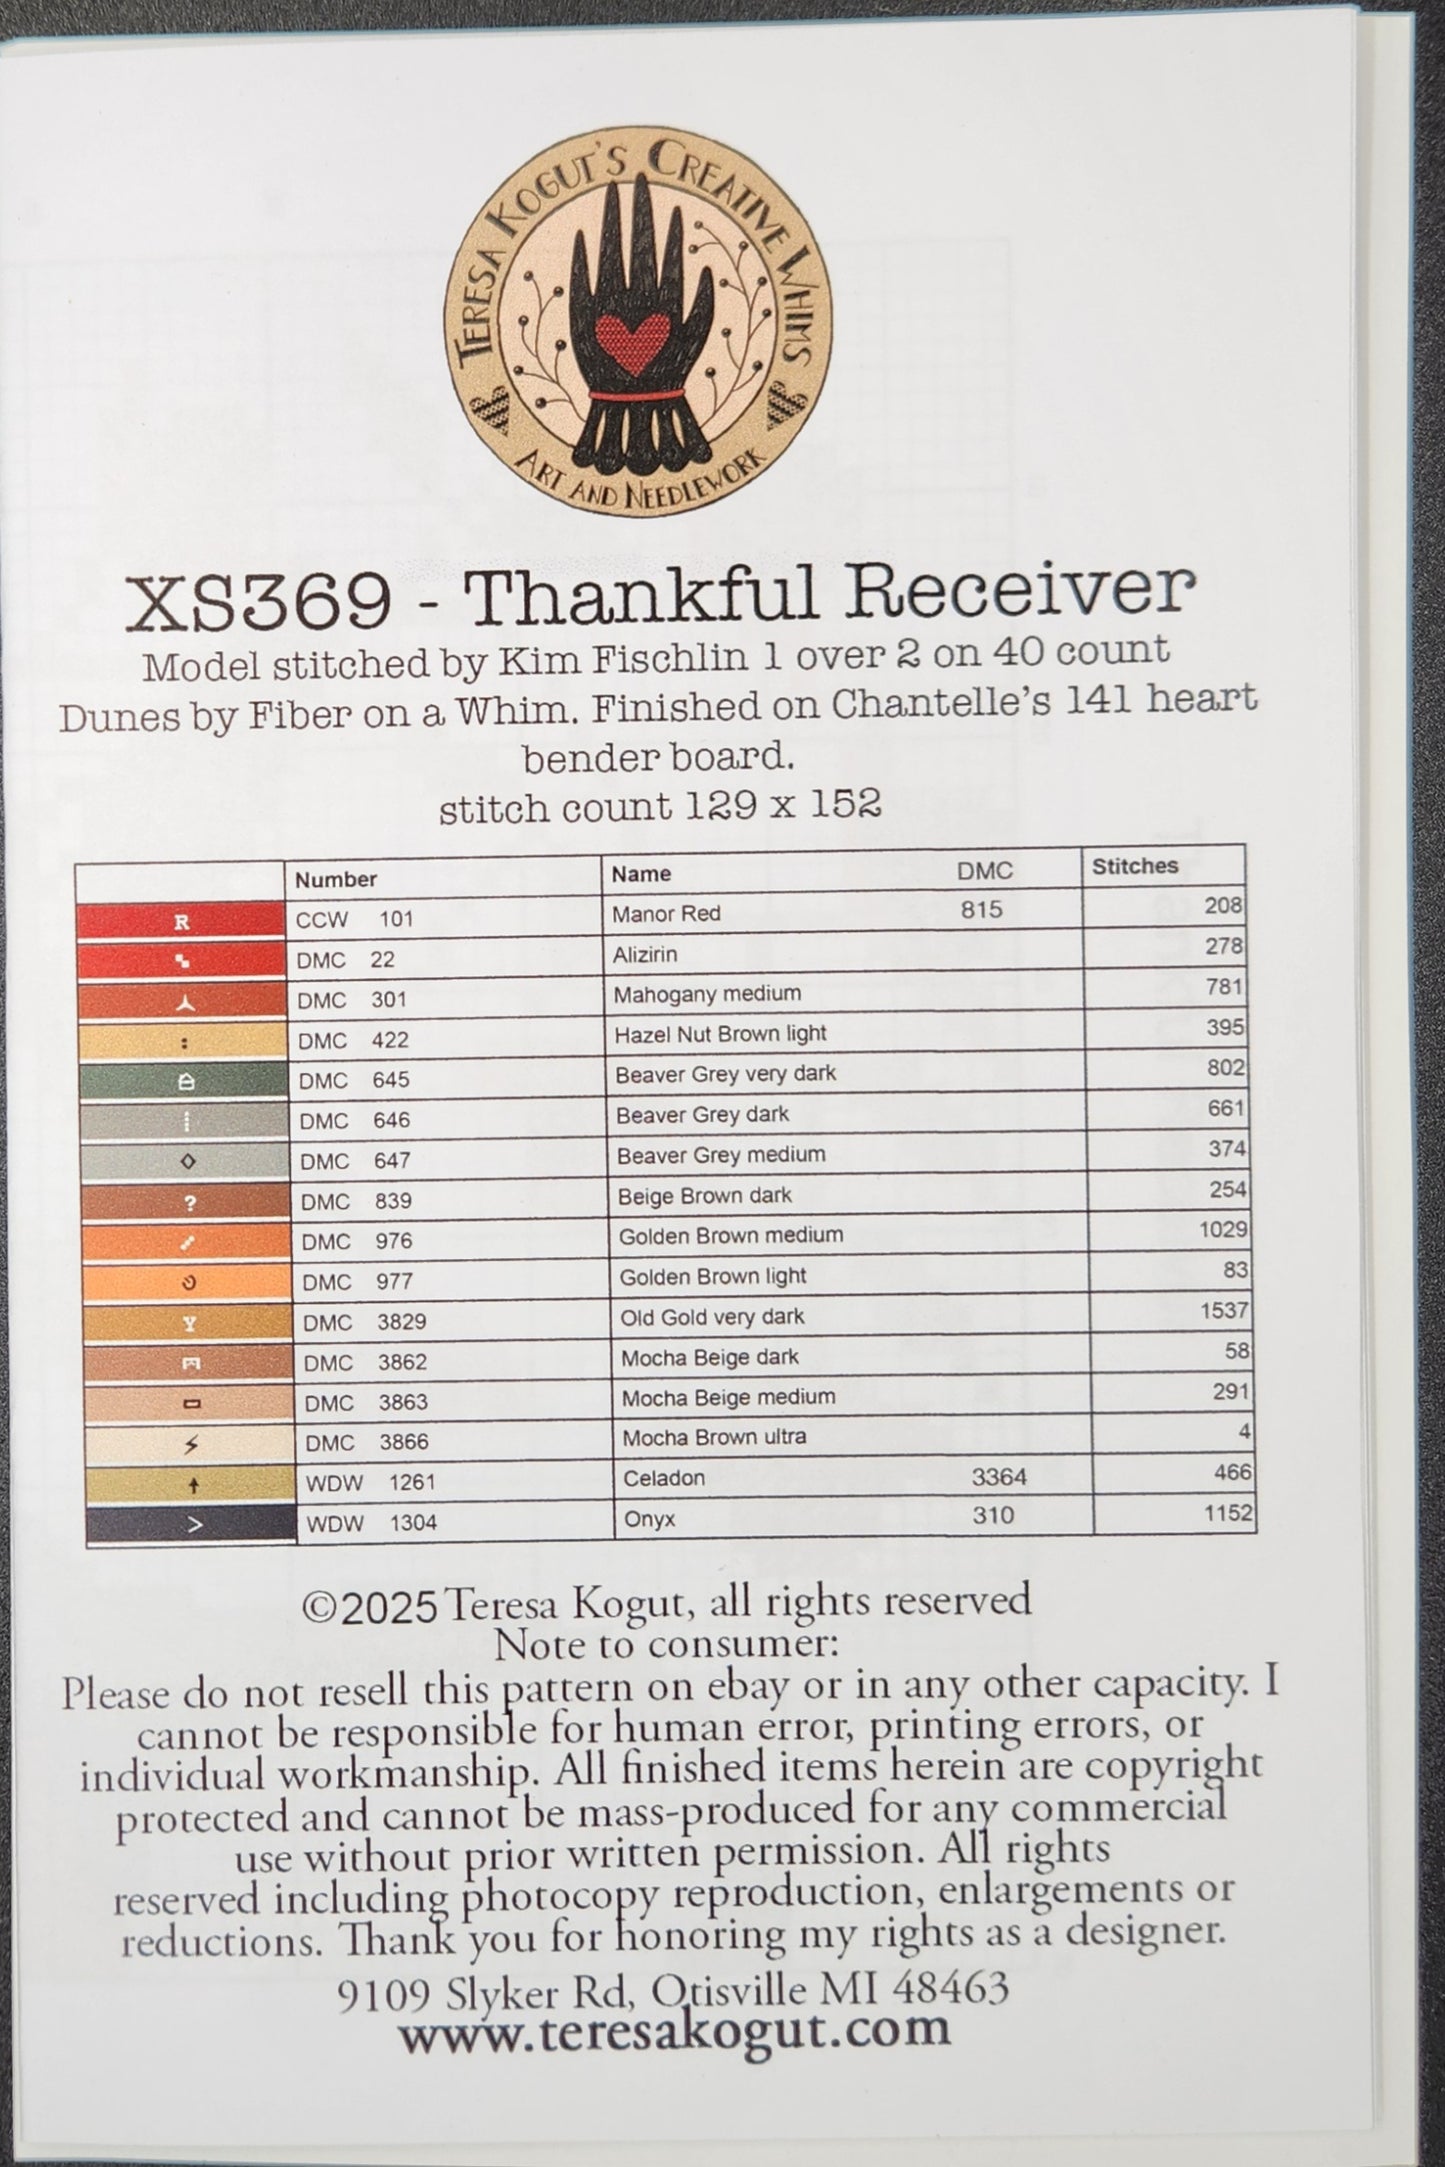 TERESA KOGUT'S CREATIVE WHIMS
ART AND NEEDLEWORK
XS369 - Thankful Receiver
Model stitched by Kim Fischlin 1 over 2 on 40 count
Dunes by Fiber on a Whim. Finished on Chantelle's 141 heart
bender board.
stitch count 129 x 152
Number Name DMC Stitches
R CCW 101 Manor Red 815 208
DMC 22 Alizirin 278
DMC 301 Mahogany medium 781
: DMC 422 Hazel Nut Brown light 395
DMC 645 Beaver Grey very dark 802
DMC 646 Beaver Grey dark 661
◇ DMC 647 Beaver Grey medium 374
? DMC 839 Beige Brown dark 254
DMC 976 Golden Brown medium 1029
DMC 977 Golden Brown light 83
Y DMC 3829 Old Gold very dark 1537
DMC 3862 Mocha Beige dark 58
DMC 3863 Mocha Beige medium 291
DMC 3866 Mocha Brown ultra 4
WDW 1261 Celadon 3364 466
> WDW 1304 Onyx 310 1152
©2025 Teresa Kogut, all rights reserved
Note to consumer:
Please do not resell this pattern on ebay or in any other capacity. I
cannot be responsible for human error, printing errors, or
individual workmanship. All finished items herein are copyright
protected and cannot be mass-produced for any commercial
use without prior written permission. All rights
reserved including photocopy reproduction, enlargements or
reductions. Thank you for honoring my rights as a designer.
9109 Slyker Rd, Otisville MI 48463
www.teresakogut.com